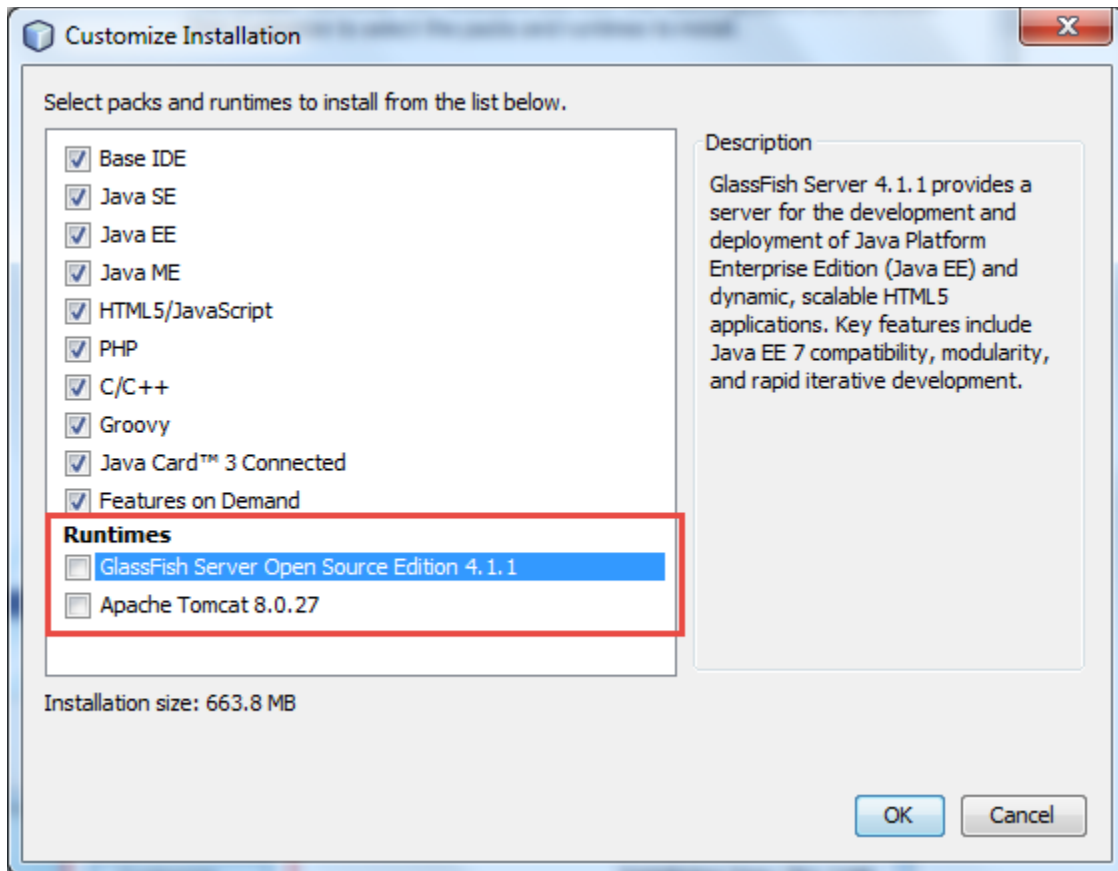 Customize Installation
Select packs and runtimes to install from the list below.
Base IDE
Java SE
Java EE
Java ME
HTML5/JavaScript
PHP
C/C++
Groovy
Java Card™ 3 Connected
Features on Demand
Runtimes
GlassFish Server Open Source Edition 4.1.1
Apache Tomcat 8.0.27
Description
GlassFish Server 4.1.1 provides a
server for the development and
deployment of Java Platform
Enterprise Edition (Java EE) and
dynamic, scalable HTML5
applications. Key features include
Java EE 7 compatibility, modularity,
and rapid iterative development.
Installation size: 663.8 MB
OK
Cancel